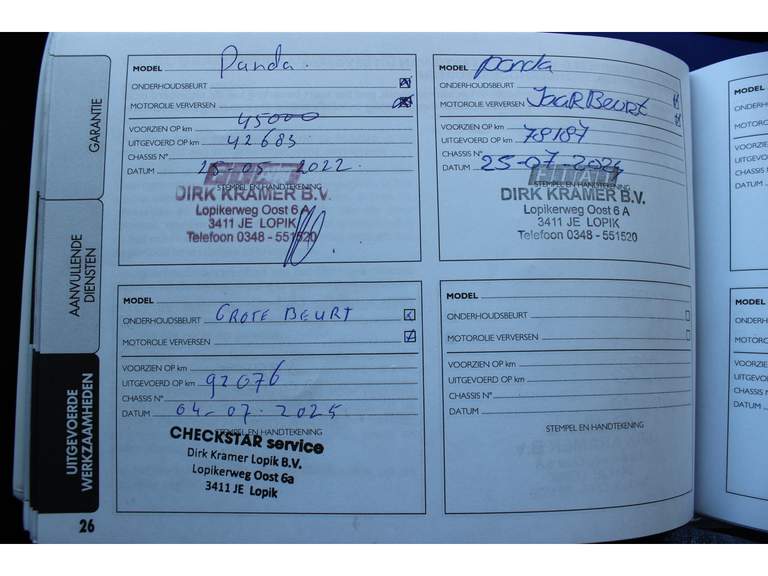 GARANTIE
AANVULLENDE
DIENSTEN
UITGEVOERDE
WERKZAAMHEDEN
26
MODEL Panda.
ONDERHOUDSBEURT
MOTOROLIE VERVERSEN
VOORZIEN OP km 45000
UITGEVOERD OP km 42683
CHASSIS N°
DATUM 25-05 2022
STEMPEL EN HANDTEKENING
DIRK KRAMER B.V.
Lopikerweg Oost 6 A
3411 JE LOPIK
Telefoon 0348 - 551520
MODEL panda
ONDERHOUDSBEURT
MOTOROLIE VERVERSEN JaaRBeuRt
VOORZIEN OP km
UITGEVOERD OP km 78187
CHASSIS N°
DATUM 25-07-2024
STEMPEL EN HANDTEKENING
DIRK KRAMER B.V.
Lopikerweg Oost 6 A
3411 JE LOPIK
Telefoon 0348 - 551520
MODEL
ONDERHOUDSBEURT GROTE BEURT
MOTOROLIE VERVERSEN
VOORZIEN OP km
UITGEVOERD OP km 92076
CHASSIS N°
DATUM 04-07-2025
STEMPEL EN HANDTEKENING
CHECKSTAR service
Dirk Kramer Lopik B.V.
Lopikerweg Oost 6a
3411 JE Lopik
MODEL
ONDERHOUDSBEURT
MOTOROLIE VERVERSEN
VOORZIEN OP km
UITGEVOERD OP km
CHASSIS N°
DATUM
STEMPEL EN HANDTEKENING
MODEL
DATUM
MODEL
DATUM